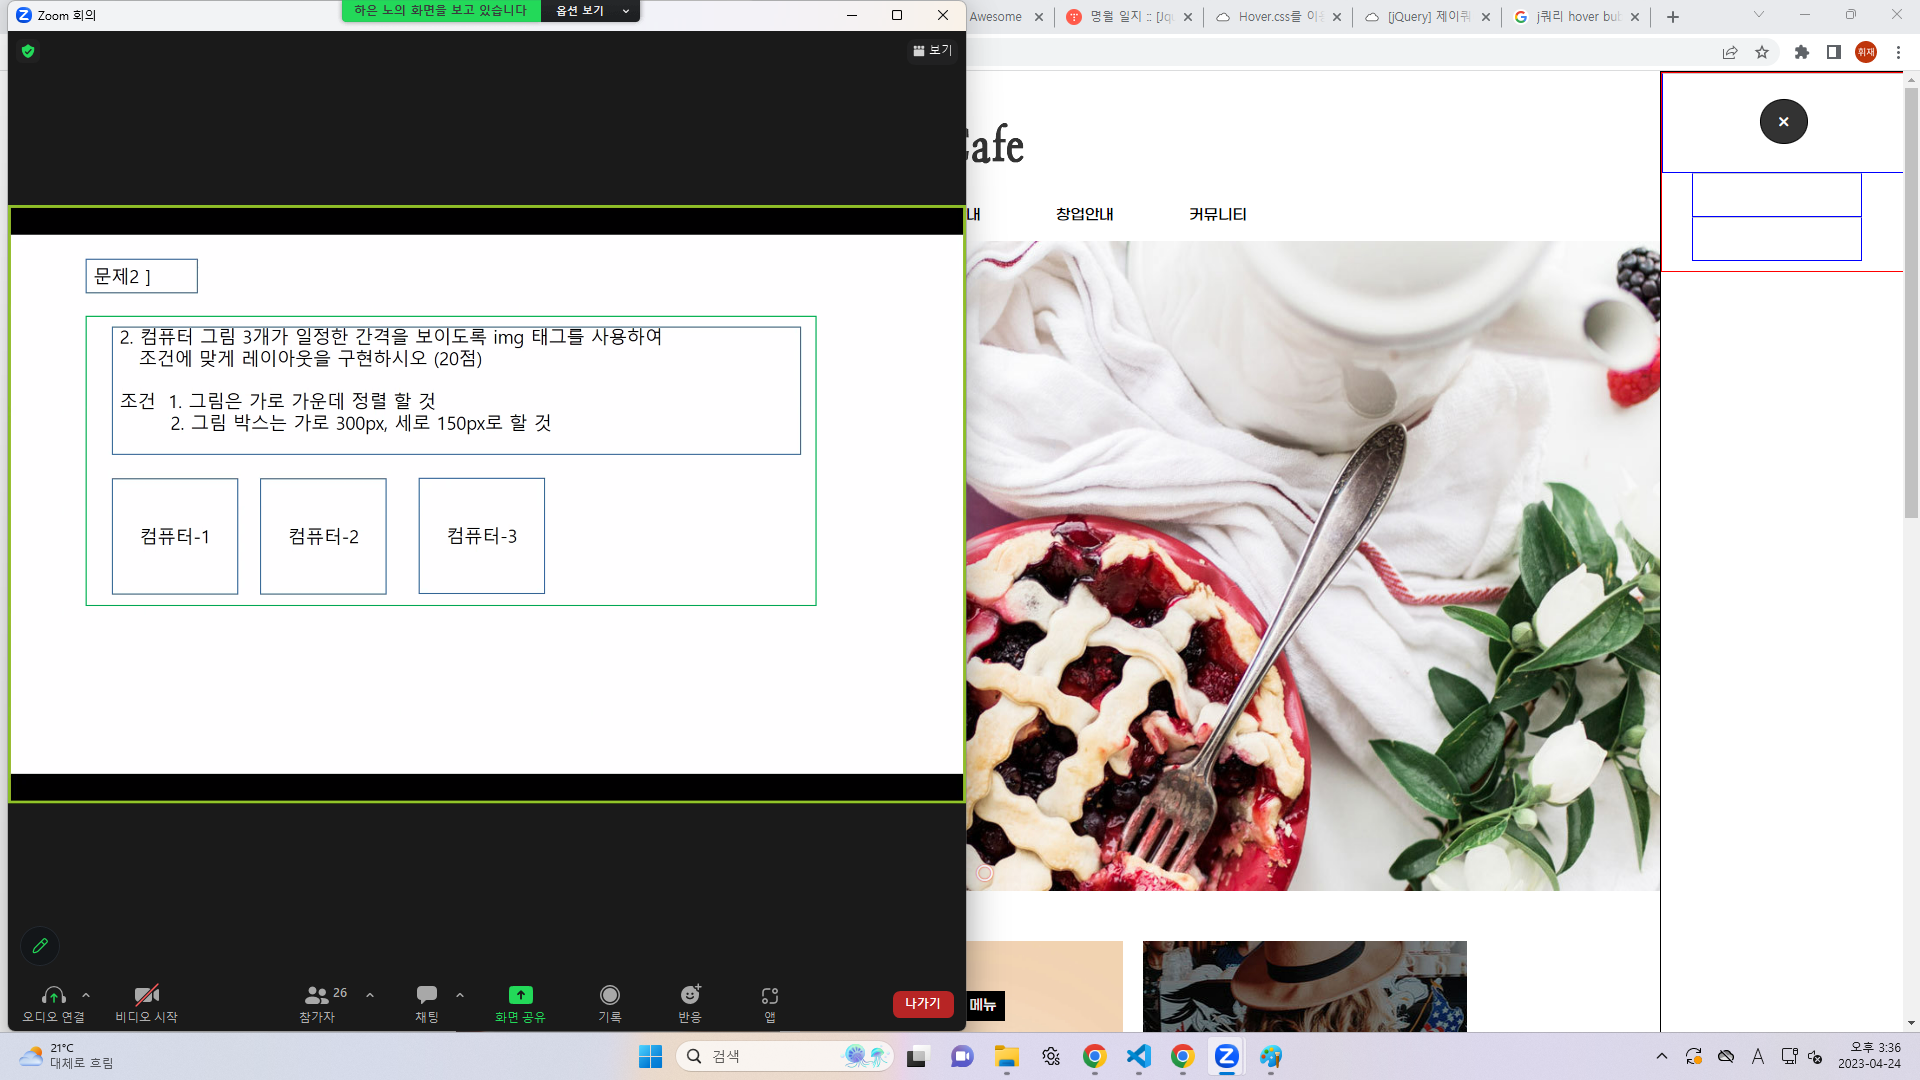 Zoom 회의
하은 노의 화면을 보고 있습니다
옵션 보기
Awesome
명월 일지 :: [Jqu
Hover.css를 이용
[jQuery] 제이쿼
j쿼리 hover but
보기
휘재
Cafe
내
창업안내
커뮤니티
문제2 ]
2. 컴퓨터 그림 3개가 일정한 간격을 보이도록 img 태그를 사용하여
조건에 맞게 레이아웃을 구현하시오 (20점)
조건 1. 그림은 가로 가운데 정렬 할 것
2. 그림 박스는 가로 300px, 세로 150px로 할 것
컴퓨터-1
컴퓨터-2
컴퓨터-3
메뉴
26
오디오 연결
비디오 시작
참가자
채팅
화면 공유
기록
반응
앱
나가기
21°C
대체로 흐림
검색
A
오후 3:36
2023-04-24